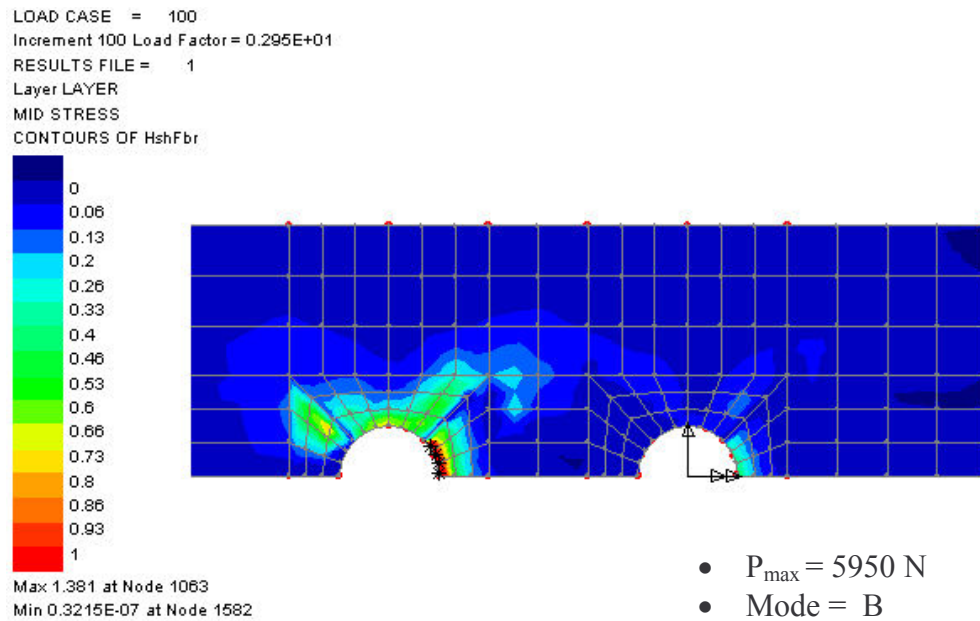 LOAD CASE = 100
Increment 100 Load Factor = 0.295E+01
RESULTS FILE = 1
Layer LAYER
MID STRESS
CONTOURS OF HshFbr
0
0.06
0.13
0.2
0.26
0.33
0.4
0.46
0.53
0.6
0.66
0.73
0.8
0.86
0.93
1
Max 1.381 at Node 1063
Min 0.3215E-07 at Node 1582
• Pmax = 5950 N
• Mode = B